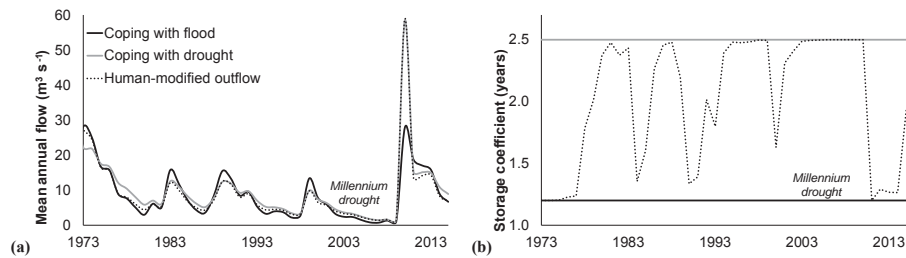 60
50
40
30
20
10
0
Mean annual flow (m³ s⁻¹)
Coping with flood
Coping with drought
Human-modified outflow
Millennium
drought
1973
1983
1993
2003
2013
(a)
2.5
2.0
1.5
1.0
Storage coefficient (years)
Millennium
drought
1973
1983
1993
2003
2013
(b)